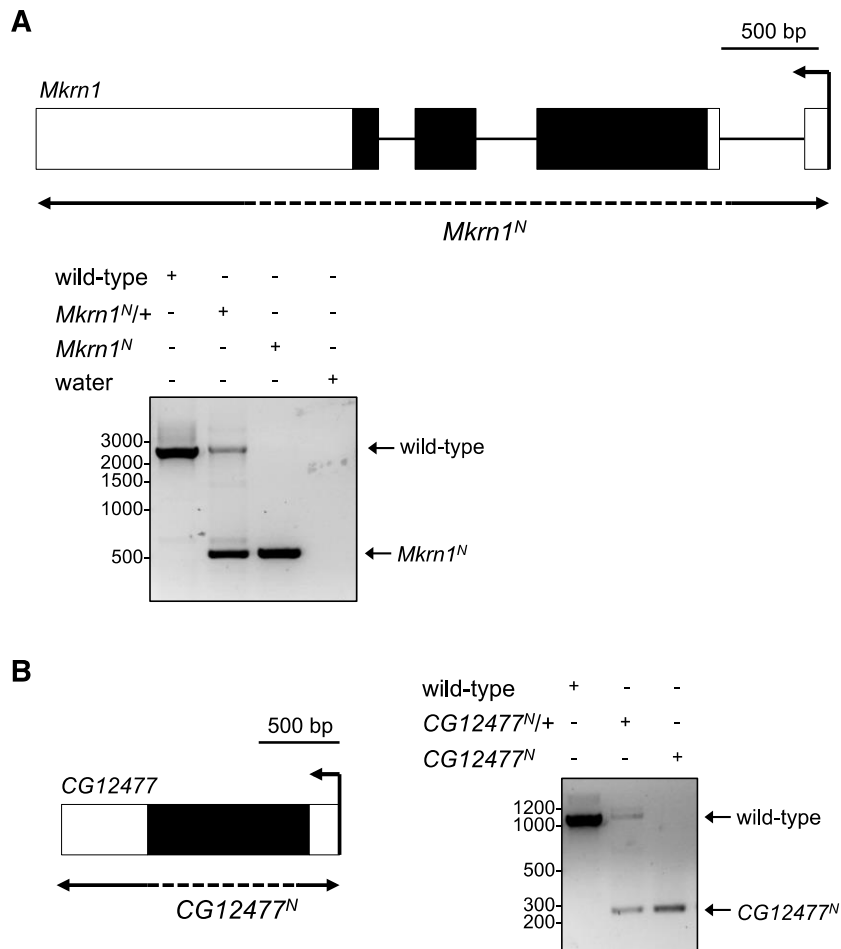 A
500 bp
Mkrn1
Mkrn1ᴺ
wild-type + - - -
Mkrn1ᴺ/+ - + - -
Mkrn1ᴺ - - + -
water - - - +
3000
2000
1500
1000
500
wild-type
Mkrn1ᴺ
B
500 bp
CG12477
CG12477ᴺ
wild-type + - -
CG12477ᴺ/+ - + -
CG12477ᴺ - - +
1200
1000
500
300
200
wild-type
CG12477ᴺ